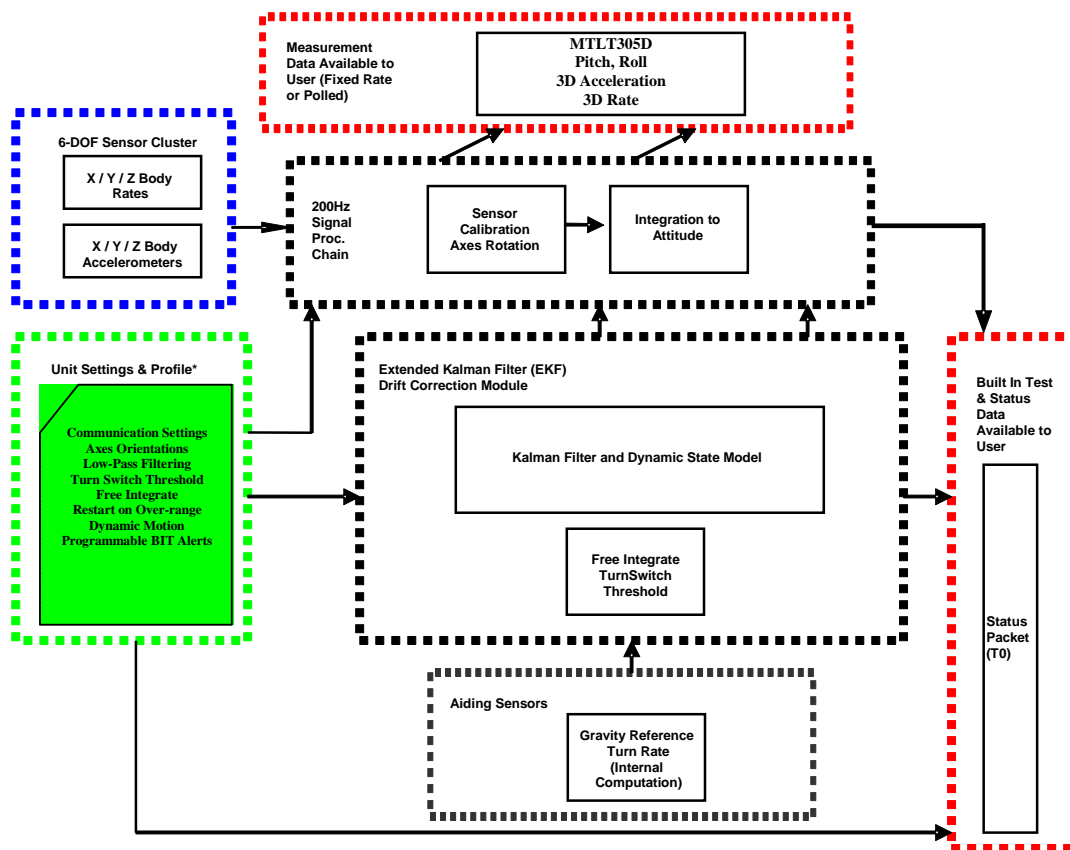 Measurement
Data Available to
User (Fixed Rate
or Polled)
MTLT305D
Pitch, Roll
3D Acceleration
3D Rate
6-DOF Sensor Cluster
X / Y / Z Body
Rates
X / Y / Z Body
Accelerometers
200Hz
Signal
Proc.
Chain
Sensor
Calibration
Axes Rotation
Integration to
Attitude
Unit Settings & Profile*
Communication Settings
Axes Orientations
Low-Pass Filtering
Turn Switch Threshold
Free Integrate
Restart on Over-range
Dynamic Motion
Programmable BIT Alerts
Extended Kalman Filter (EKF)
Drift Correction Module
Kalman Filter and Dynamic State Model
Free Integrate
TurnSwitch
Threshold
Built In Test
& Status
Data
Available to
User
Status
Packet
(T0)
Aiding Sensors
Gravity Reference
Turn Rate
(Internal
Computation)